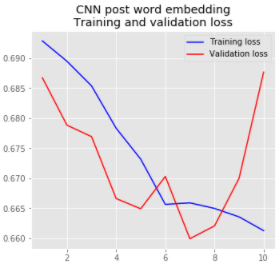 CNN post word embedding
Training and validation loss
Training loss
Validation loss
0.690
0.685
0.680
0.675
0.670
0.665
0.660
2 4 6 8 10